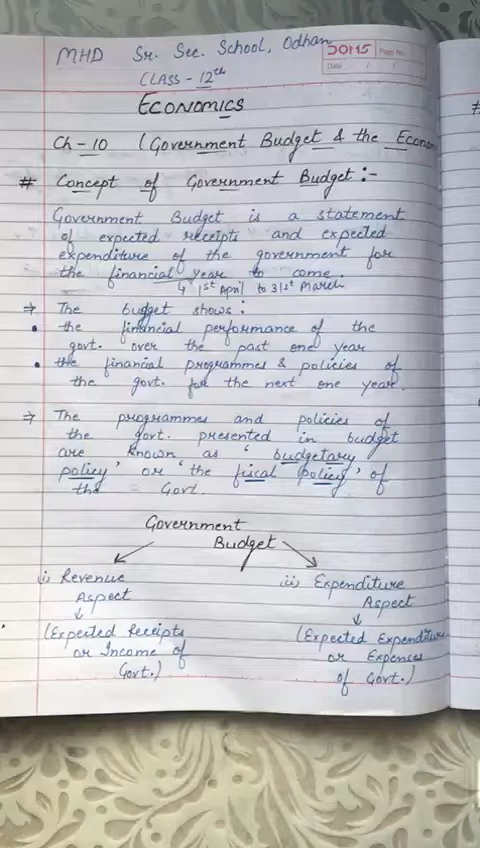 MHD Sr. Sec. School, Odhan
DOMS
Page No.
Date / /
CLASS - 12th
ECONOMICS
Ch - 10 (Government Budget & the Econ
# Concept of Government Budget :-
Government Budget is a statement
of expected receipts and expected
expenditure of the government for
the financial year to come.
↳ 1st April to 31st March
⇒ The budget shows :
• the financial performance of the
govt. over the past one year
• the financial programmes & policies of
the govt. for the next one year.
⇒ The programmes and policies of
the govt. presented in budget
are known as 'budgetary
policy' or 'the fiscal policy' of
the Govt.
Government
Budget
i) Revenue
Aspect
↓
(Expected Receipts
or Income of
Govt.)
ii) Expenditure
Aspect
↓
(Expected Expenditure
or Expenses
of Govt.)
#